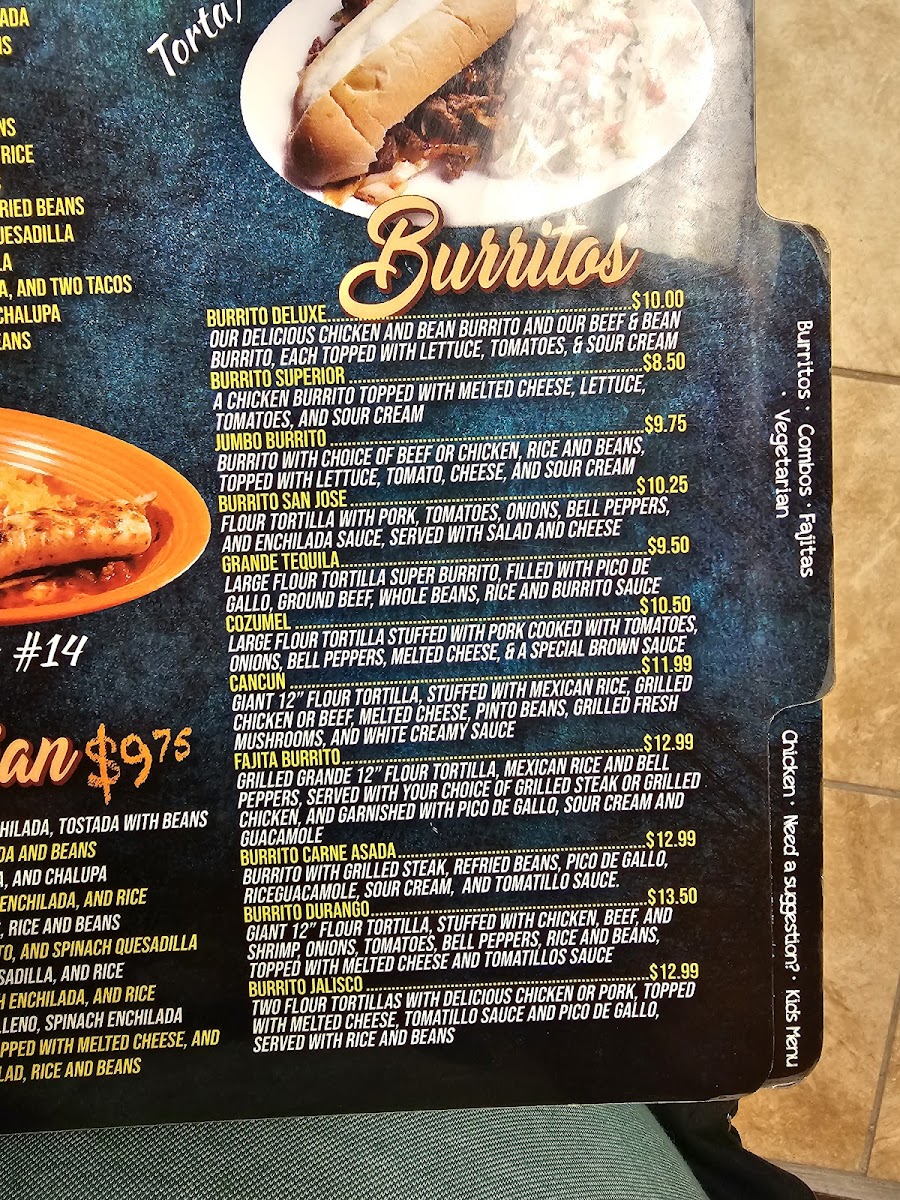 Torta
ADA
NS
RICE
RIED BEANS
UESADILLA
LA
A, AND TWO TACOS
CHALUPA
EANS
#14
an $9.75
HILADA, TOSTADA WITH BEANS
DA AND BEANS
A, AND CHALUPA
ENCHILADA, AND RICE
, RICE AND BEANS
TO, AND SPINACH QUESADILLA
SADILLA, AND RICE
H ENCHILADA, AND RICE
LLENO, SPINACH ENCHILADA
PPED WITH MELTED CHEESE, AND
LAD, RICE AND BEANS
Burritos
BURRITO DELUXE $10.00
OUR DELICIOUS CHICKEN AND BEAN BURRITO AND OUR BEEF & BEAN
BURRITO, EACH TOPPED WITH LETTUCE, TOMATOES, & SOUR CREAM
BURRITO SUPERIOR $8.50
A CHICKEN BURRITO TOPPED WITH MELTED CHEESE, LETTUCE,
TOMATOES, AND SOUR CREAM
JUMBO BURRITO $9.75
BURRITO WITH CHOICE OF BEEF OR CHICKEN, RICE AND BEANS,
TOPPED WITH LETTUCE, TOMATO, CHEESE, AND SOUR CREAM
BURRITO SAN JOSE $10.25
FLOUR TORTILLA WITH PORK, TOMATOES, ONIONS, BELL PEPPERS,
AND ENCHILADA SAUCE, SERVED WITH SALAD AND CHEESE
GRANDE TEQUILA $9.50
LARGE FLOUR TORTILLA SUPER BURRITO, FILLED WITH PICO DE
GALLO, GROUND BEEF, WHOLE BEANS, RICE AND BURRITO SAUCE
COZUMEL $10.50
LARGE FLOUR TORTILLA STUFFED WITH PORK COOKED WITH TOMATOES,
ONIONS, BELL PEPPERS, MELTED CHEESE, & A SPECIAL BROWN SAUCE
CANCUN $11.99
GIANT 12" FLOUR TORTILLA, STUFFED WITH MEXICAN RICE, GRILLED
CHICKEN OR BEEF, MELTED CHEESE, PINTO BEANS, GRILLED FRESH
MUSHROOMS, AND WHITE CREAMY SAUCE
FAJITA BURRITO $12.99
GRILLED GRANDE 12" FLOUR TORTILLA, MEXICAN RICE AND BELL
PEPPERS, SERVED WITH YOUR CHOICE OF GRILLED STEAK OR GRILLED
CHICKEN, AND GARNISHED WITH PICO DE GALLO, SOUR CREAM AND
GUACAMOLE
BURRITO CARNE ASADA $12.99
BURRITO WITH GRILLED STEAK, REFRIED BEANS, PICO DE GALLO,
RICEGUACAMOLE, SOUR CREAM, AND TOMATILLO SAUCE.
BURRITO DURANGO $13.50
GIANT 12" FLOUR TORTILLA, STUFFED WITH CHICKEN, BEEF, AND
SHRIMP, ONIONS, TOMATOES, BELL PEPPERS, RICE AND BEANS,
TOPPED WITH MELTED CHEESE AND TOMATILLOS SAUCE
BURRITO JALISCO $12.99
TWO FLOUR TORTILLAS WITH DELICIOUS CHICKEN OR PORK, TOPPED
WITH MELTED CHEESE, TOMATILLO SAUCE AND PICO DE GALLO,
SERVED WITH RICE AND BEANS
Burritos · Combos · Fajitas
· Vegetarian
Chicken · Need a suggestion? · Kids Menu